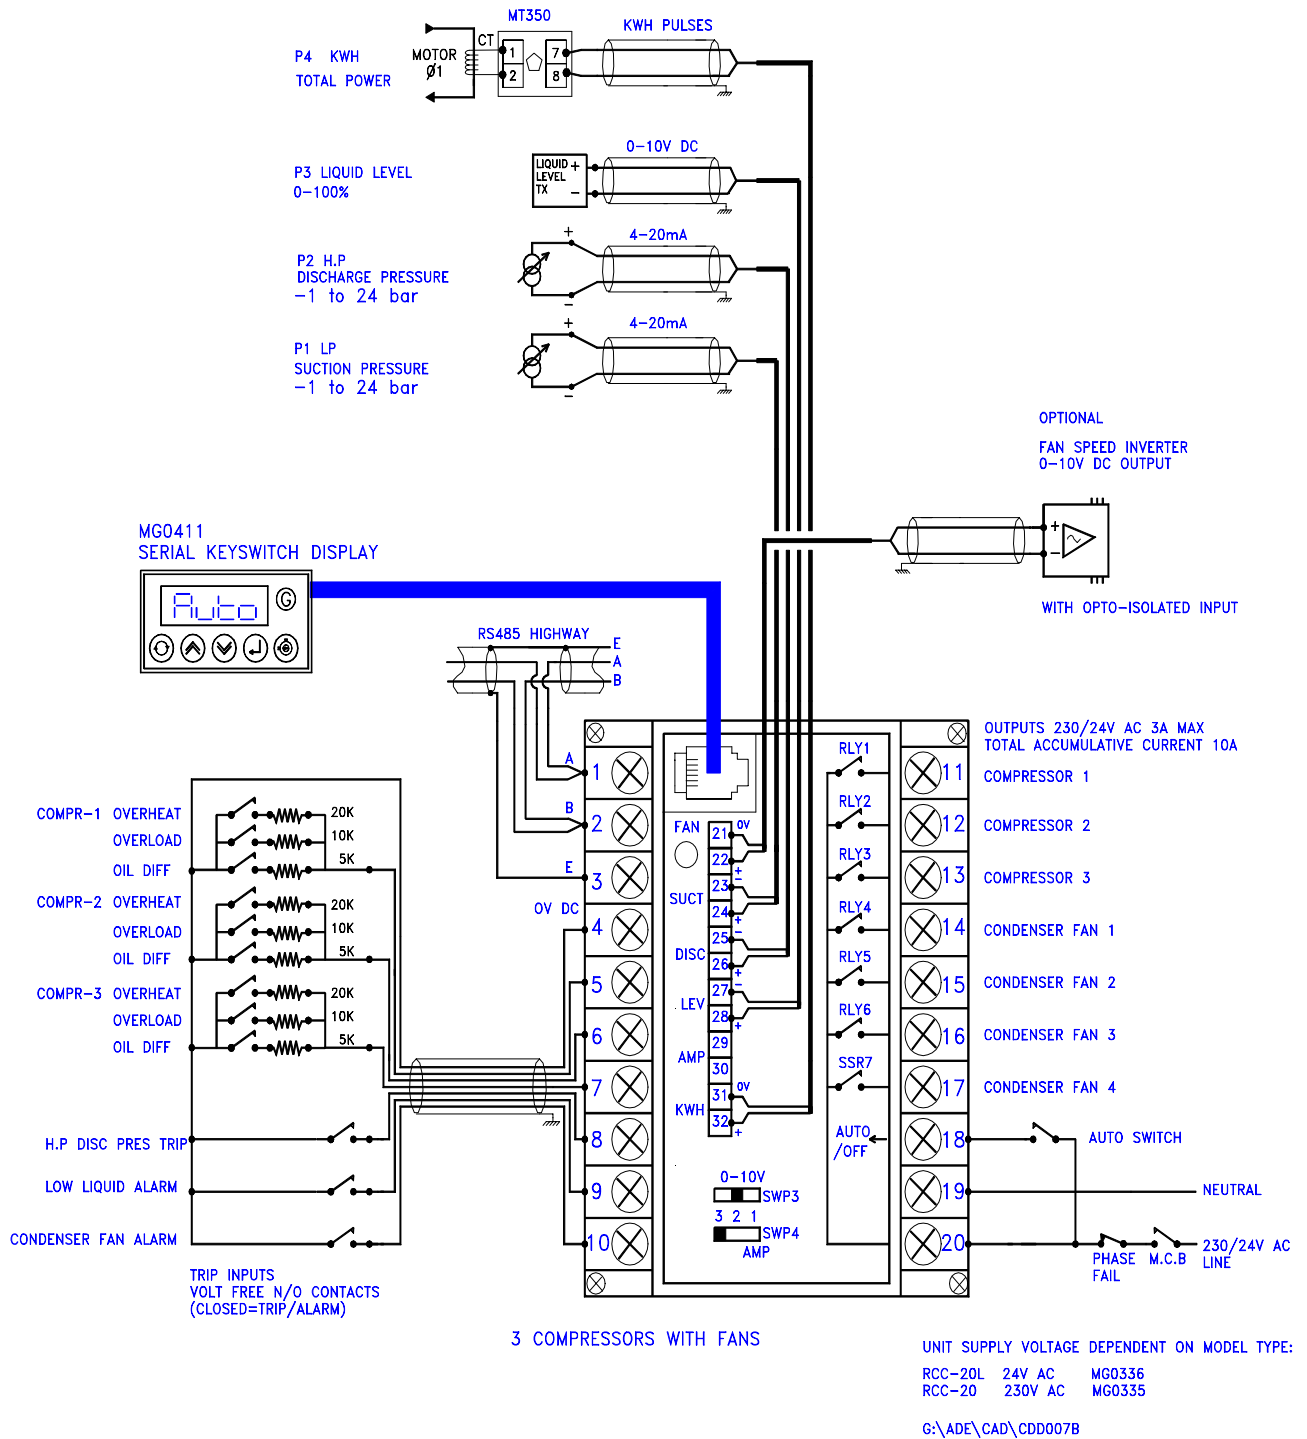 MT350
KWH PULSES
P4 KWH
TOTAL POWER
MOTOR
Ø1
CT
1
2
7
8
P3 LIQUID LEVEL
0-100%
LIQUID +
LEVEL
TX -
0-10V DC
P2 H.P
DISCHARGE PRESSURE
-1 to 24 bar
+
-
4-20mA
P1 LP
SUCTION PRESSURE
-1 to 24 bar
+
-
4-20mA
OPTIONAL
FAN SPEED INVERTER
0-10V DC OUTPUT
+
-
WITH OPTO-ISOLATED INPUT
MG0411
SERIAL KEYSWITCH DISPLAY
Auto
G
RS485 HIGHWAY
E
A
B
A
B
E
0V DC
1
2
3
4
5
6
7
8
9
10
COMPR-1 OVERHEAT
20K
OVERLOAD
10K
OIL DIFF
5K
COMPR-2 OVERHEAT
20K
OVERLOAD
10K
OIL DIFF
5K
COMPR-3 OVERHEAT
20K
OVERLOAD
10K
OIL DIFF
5K
H.P DISC PRES TRIP
LOW LIQUID ALARM
CONDENSER FAN ALARM
TRIP INPUTS
VOLT FREE N/O CONTACTS
(CLOSED=TRIP/ALARM)
FAN
SUCT
DISC
LEV
AMP
KWH
21 0V
22
+
-
23
24
+
-
25
26
+
-
27
28
+
29
30
31 0V
32
+
0-10V
SWP3
3 2 1
SWP4
AMP
RLY1
RLY2
RLY3
RLY4
RLY5
RLY6
SSR7
AUTO
/OFF
11
12
13
14
15
16
17
18
19
20
OUTPUTS 230/24V AC 3A MAX
TOTAL ACCUMULATIVE CURRENT 10A
COMPRESSOR 1
COMPRESSOR 2
COMPRESSOR 3
CONDENSER FAN 1
CONDENSER FAN 2
CONDENSER FAN 3
CONDENSER FAN 4
AUTO SWITCH
NEUTRAL
230/24V AC
LINE
PHASE
FAIL
M.C.B
3 COMPRESSORS WITH FANS
UNIT SUPPLY VOLTAGE DEPENDENT ON MODEL TYPE:
RCC-20L 24V AC MG0336
RCC-20 230V AC MG0335
G:\ADE\CAD\CDD007B